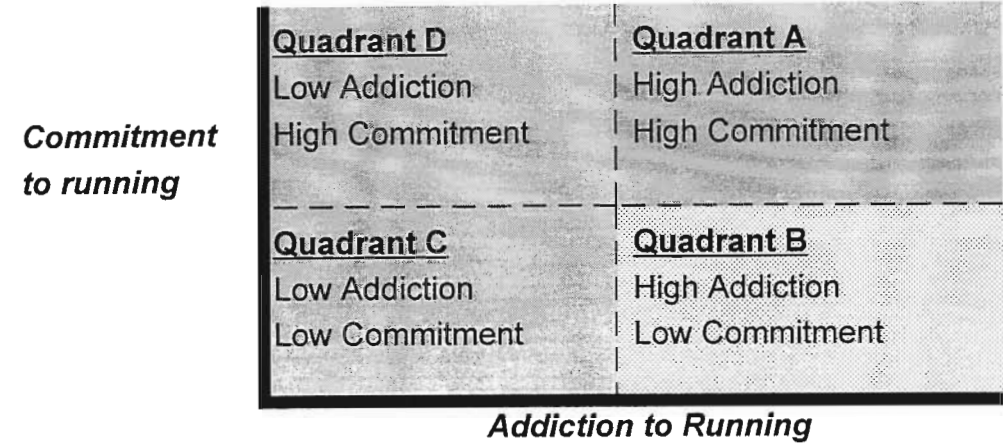 Commitment
to running
Quadrant D
Low Addiction
High Commitment
Quadrant A
High Addiction
High Commitment
Quadrant C
Low Addiction
Low Commitment
Quadrant B
High Addiction
Low Commitment
Addiction to Running